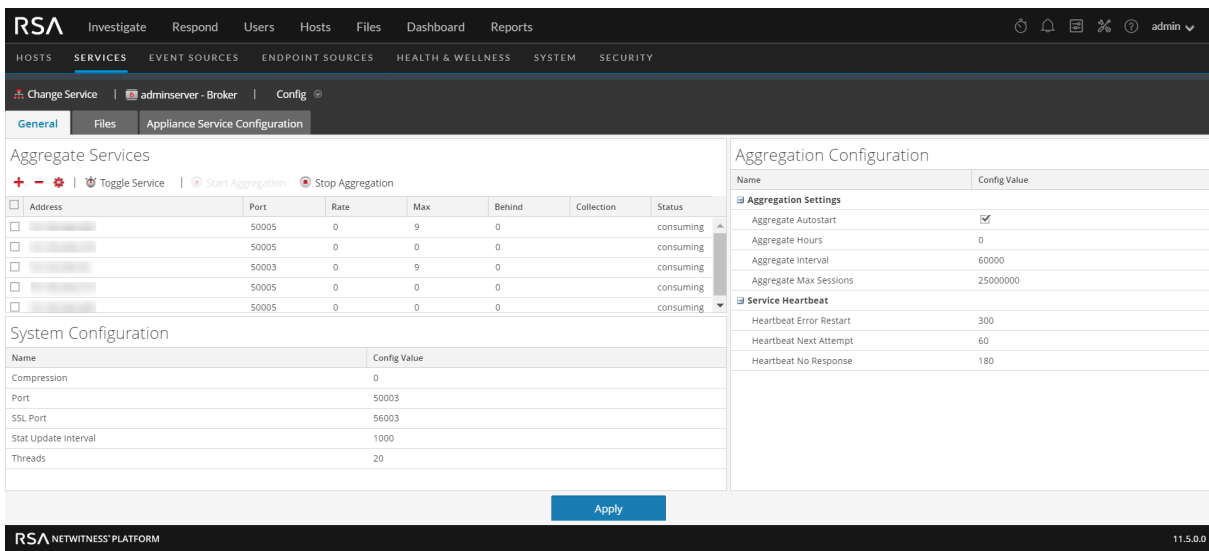 RSA Investigate Respond Users Hosts Files Dashboard Reports admin
HOSTS SERVICES EVENT SOURCES ENDPOINT SOURCES HEALTH & WELLNESS SYSTEM SECURITY
Change Service | adminserver - Broker | Config
General Files Appliance Service Configuration
Aggregate Services
Toggle Service | Start Aggregation Stop Aggregation
Address Port Rate Max Behind Collection Status
50005 0 9 0 consuming
50005 0 0 0 consuming
50003 0 9 0 consuming
50005 0 0 0 consuming
50005 0 0 0 consuming
System Configuration
Name Config Value
Compression 0
Port 50003
SSL Port 56003
Stat Update Interval 1000
Threads 20
Aggregation Configuration
Name Config Value
Aggregation Settings
Aggregate Autostart
Aggregate Hours 0
Aggregate Interval 60000
Aggregate Max Sessions 25000000
Service Heartbeat
Heartbeat Error Restart 300
Heartbeat Next Attempt 60
Heartbeat No Response 180
Apply
RSA NETWITNESS® PLATFORM 11.5.0.0